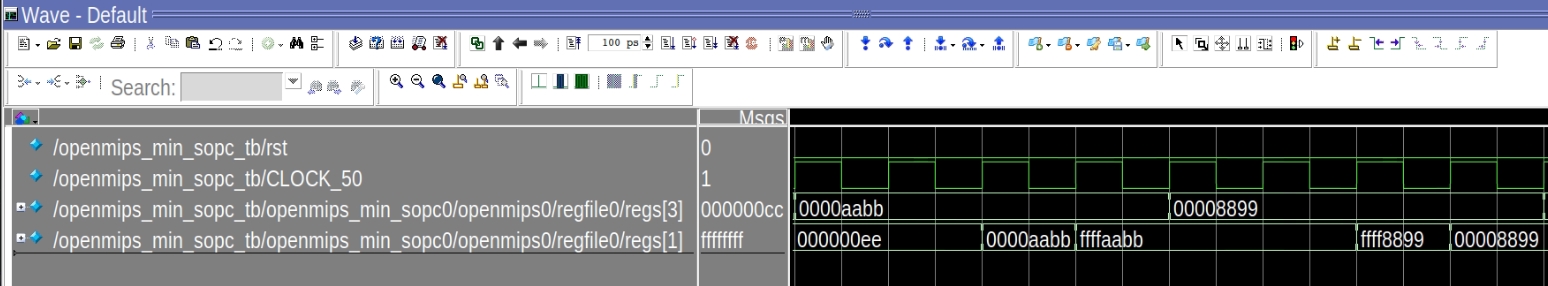 Wave - Default
100 ps
Search:
Msgs
/openmips_min_sopc_tb/rst 0
/openmips_min_sopc_tb/CLOCK_50 1
/openmips_min_sopc_tb/openmips_min_sopc0/openmips0/regfile0/regs[3] 000000cc 0000aabb 00008899
/openmips_min_sopc_tb/openmips_min_sopc0/openmips0/regfile0/regs[1] ffffffff 000000ee 0000aabb ffffaabb ffff8899 00008899